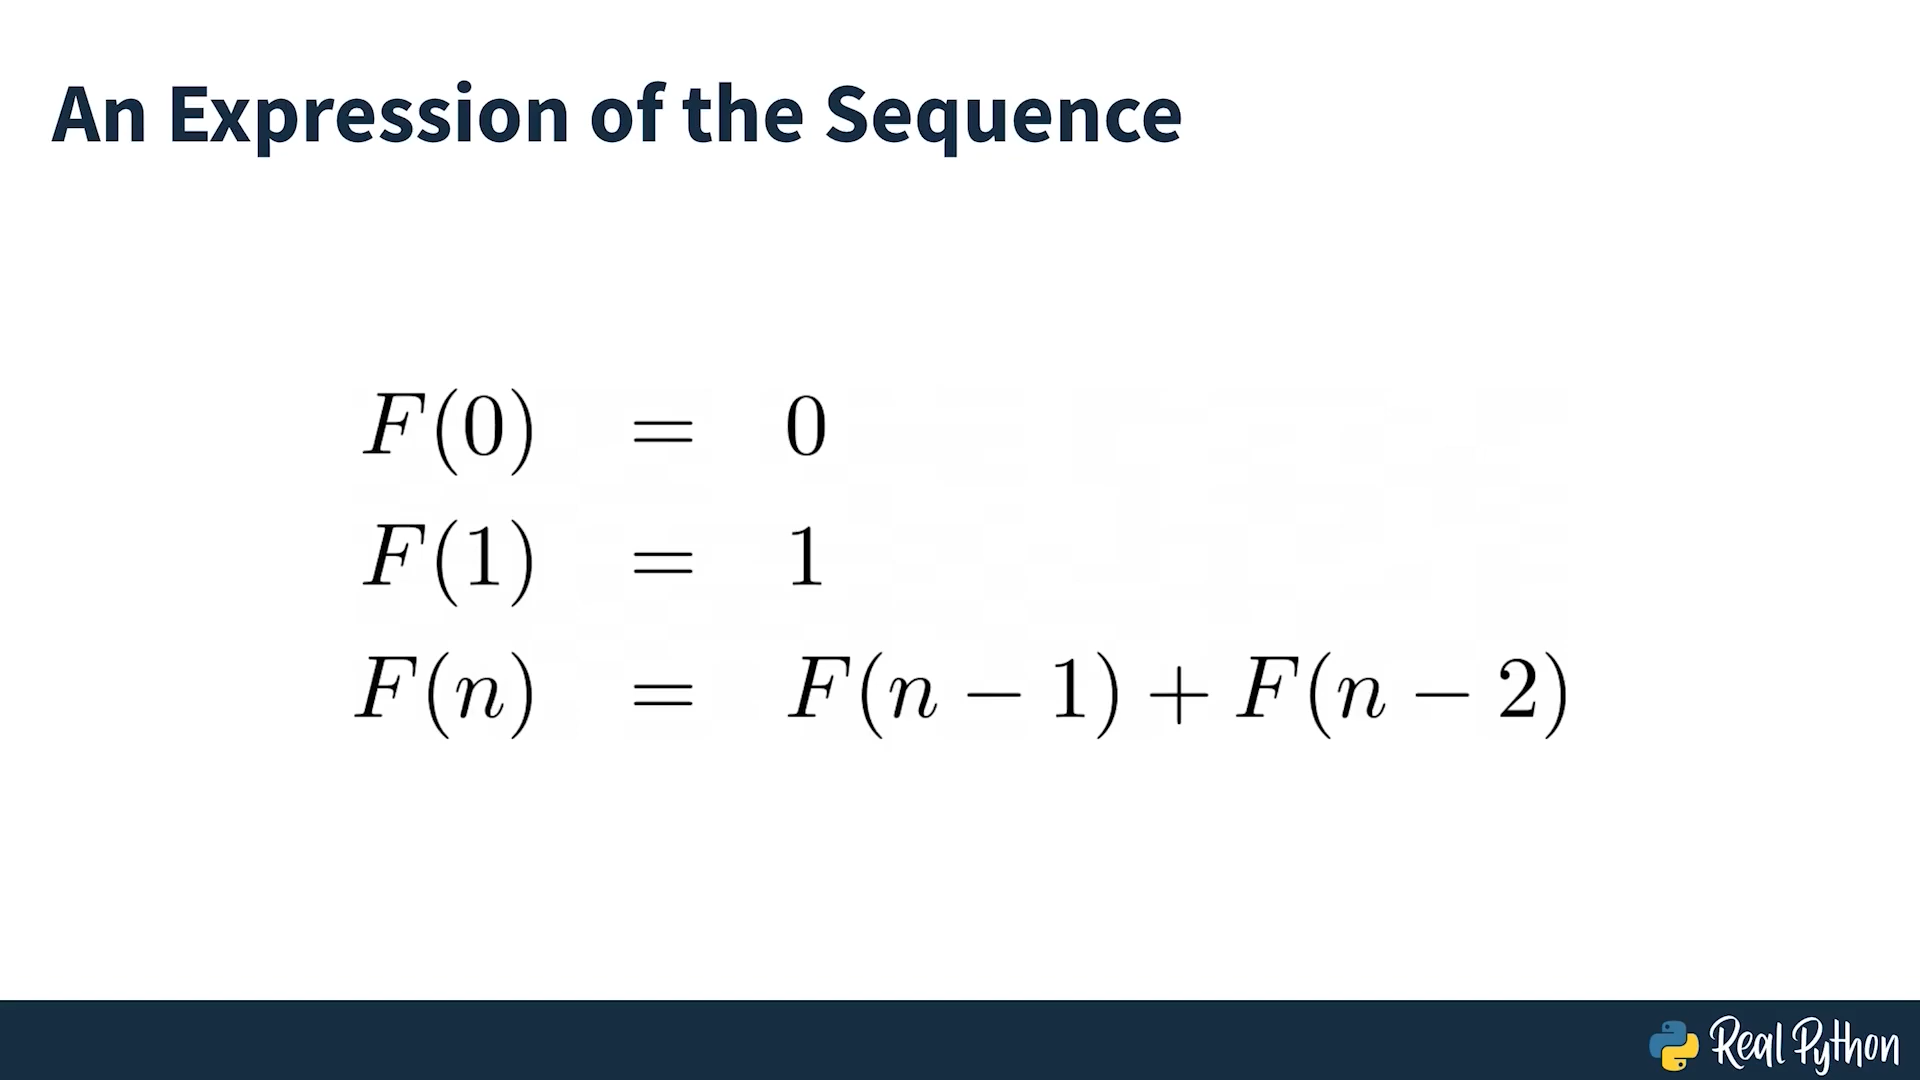 An Expression of the Sequence
F(0) = 0
F(1) = 1
F(n) = F(n − 1) + F(n − 2)
Real Python